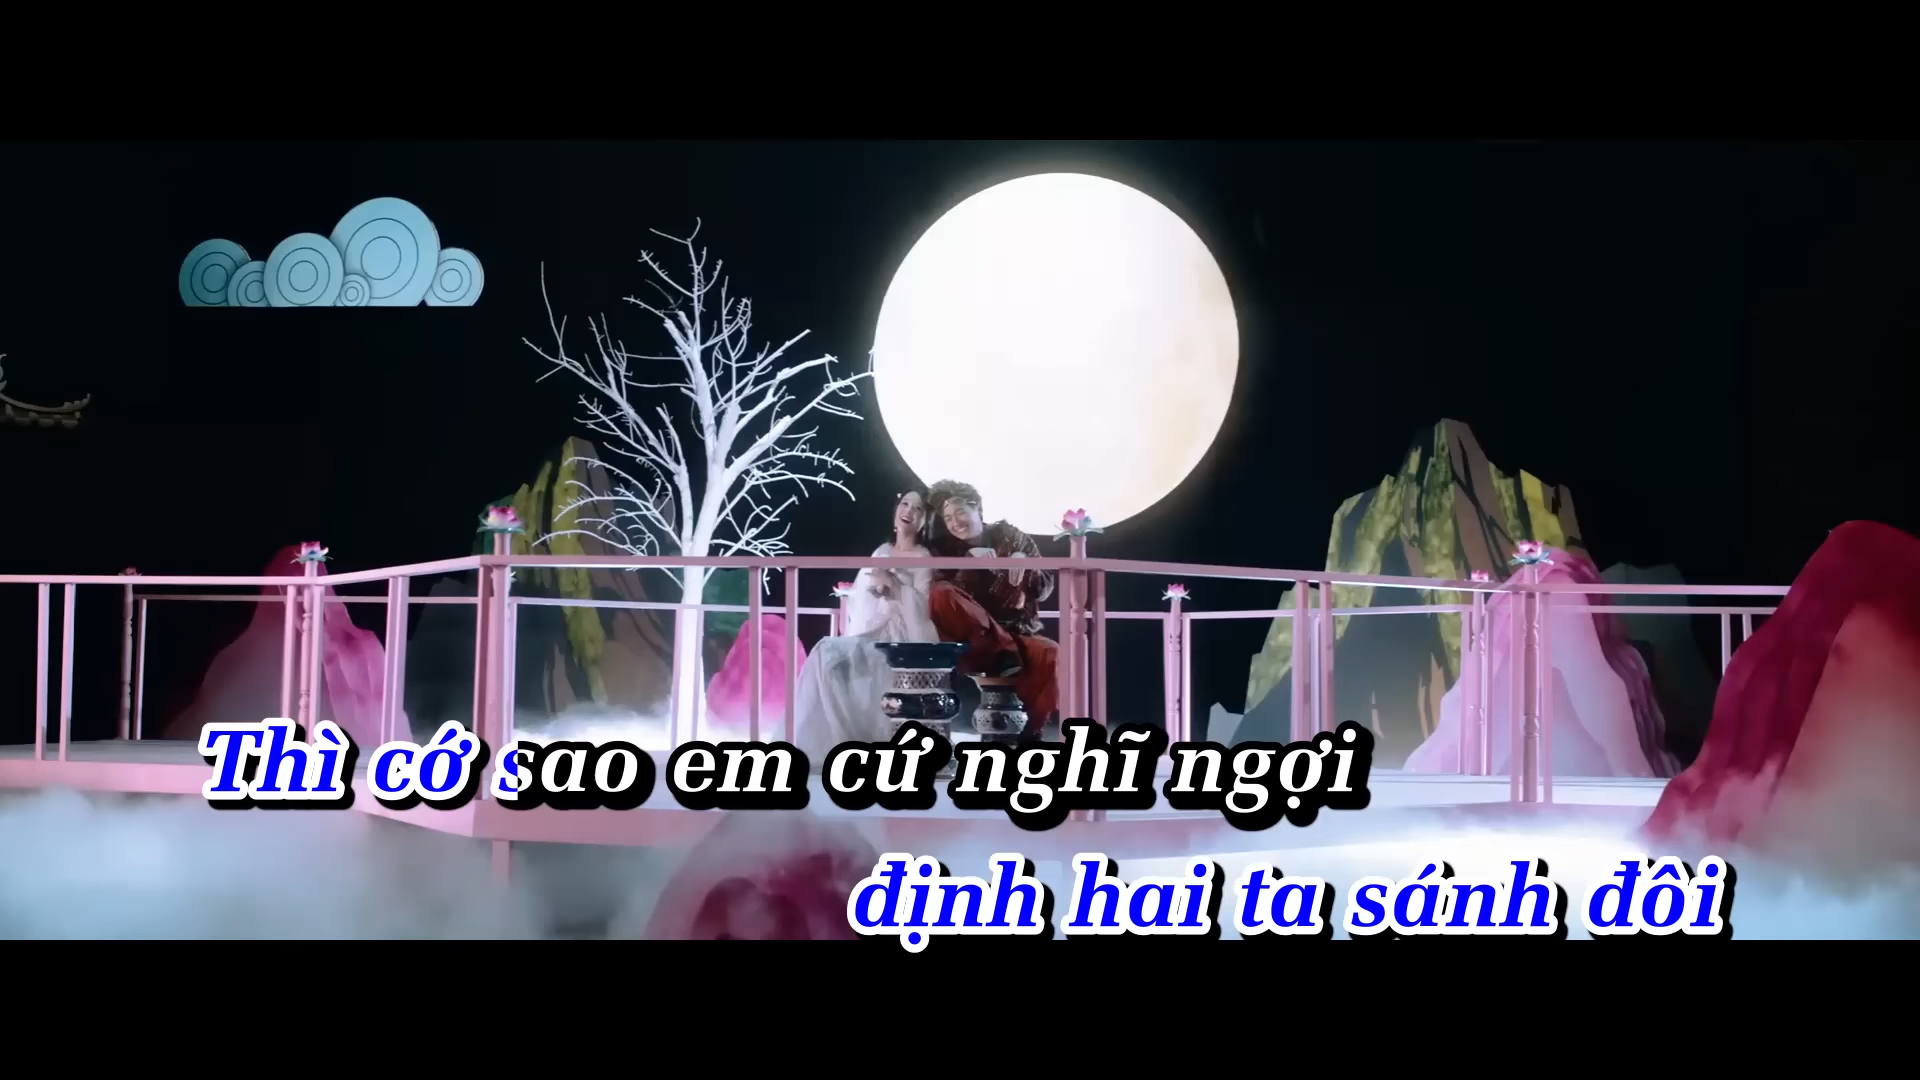 Thì cớ sao em cứ nghĩ ngợi
định hai ta sánh đôi